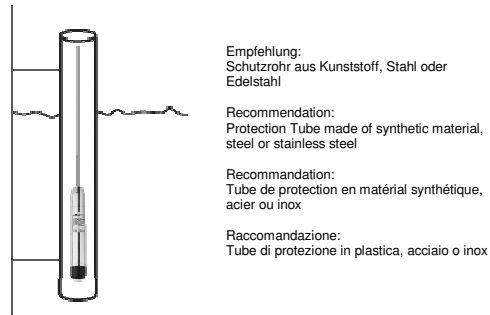 Empfehlung:
Schutzrohr aus Kunststoff, Stahl oder
Edelstahl
Recommendation:
Protection Tube made of synthetic material,
steel or stainless steel
Recommandation:
Tube de protection en matérial synthétique,
acier ou inox
Raccomandazione:
Tube di protezione in plastica, acciaio o inox